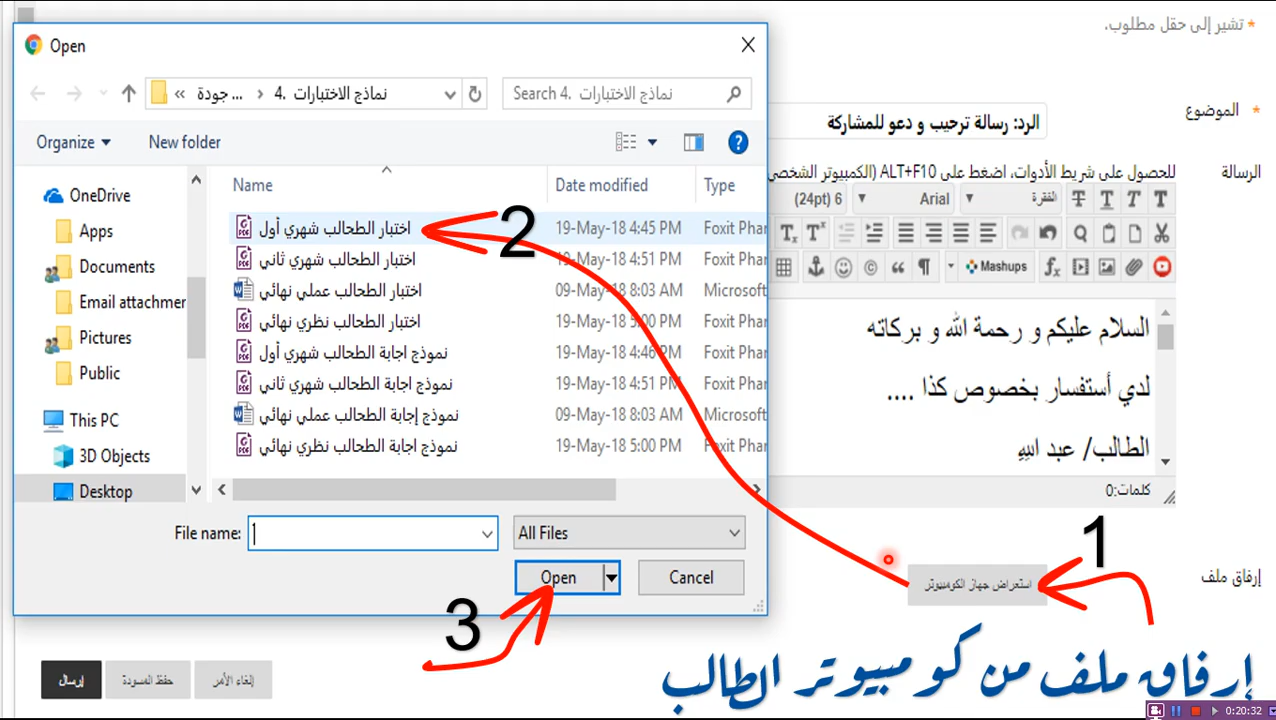 * تشير إلى حقل مطلوب.
* الموضوع
الرد: رسالة ترحيب و دعو للمشاركة
الرسالة
للحصول على شريط الأدوات، اضغط على ALT+F10 (الكمبيوتر الشخصي
الفقرة Arial 6 (24pt)
Mashups
السلام عليكم و رحمة الله و بركاته
لدي أستفسار بخصوص كذا ....
الطالب/ عبد الله
كلمات:0
إرفاق ملف
استعراض جهاز الكومبيوتر
1
إرفاق ملف من كومبيوتر الطالب
إلغاء الأمر
حفظ المسودة
إرسال
Open
« جودة ... › 4. نماذج الاختبارات
Search 4. نماذج الاختبارات
Organize
New folder
OneDrive
Apps
Documents
Email attachmer
Pictures
Public
This PC
3D Objects
Desktop
Name Date modified Type
اختبار الطحالب شهري أول 19-May-18 4:45 PM Foxit Phar
2
اختبار الطحالب شهري ثاني 19-May-18 4:51 PM Foxit Phar
اختبار الطحالب عملي نهائي 09-May-18 8:03 AM Microsoft
اختبار الطحالب نظري نهائي 19-May-18 5:00 PM Foxit Phar
نموذج اجابة الطحالب شهري أول 19-May-18 4:46 PM Foxit Phar
نموذج اجابة الطحالب شهري ثاني 19-May-18 4:51 PM Foxit Phar
نموذج إجابة الطحالب عملي نهائي 09-May-18 8:03 AM Microsoft
نموذج اجابة الطحالب نظري نهائي 19-May-18 5:00 PM Foxit Phar
File name:
All Files
Open
Cancel
3
0:20:32